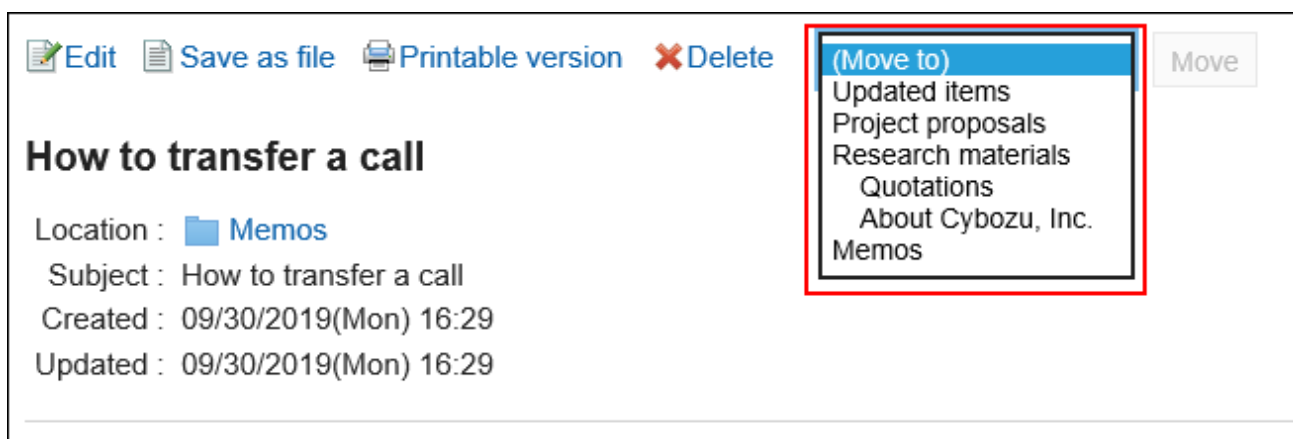 Edit Save as file Printable version Delete (Move to) Move
Updated items
Project proposals
Research materials
Quotations
About Cybozu, Inc.
Memos
How to transfer a call
Location : Memos
Subject : How to transfer a call
Created : 09/30/2019(Mon) 16:29
Updated : 09/30/2019(Mon) 16:29